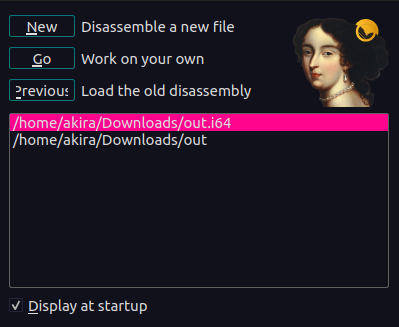 New Disassemble a new file
Go Work on your own
Previous Load the old disassembly
/home/akira/Downloads/out.i64
/home/akira/Downloads/out
Display at startup